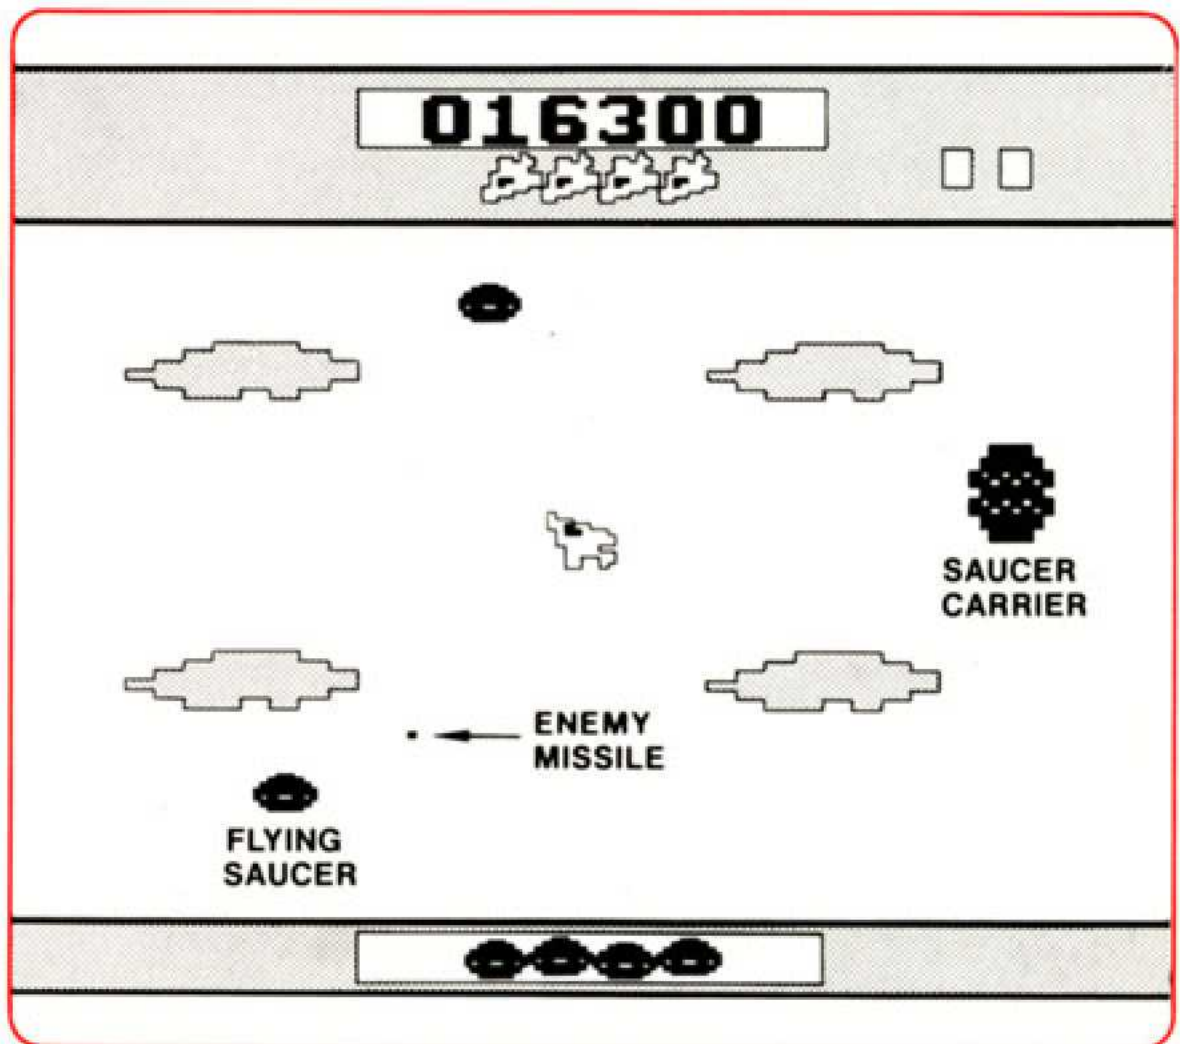 016300
SAUCER
CARRIER
ENEMY
MISSILE
FLYING
SAUCER